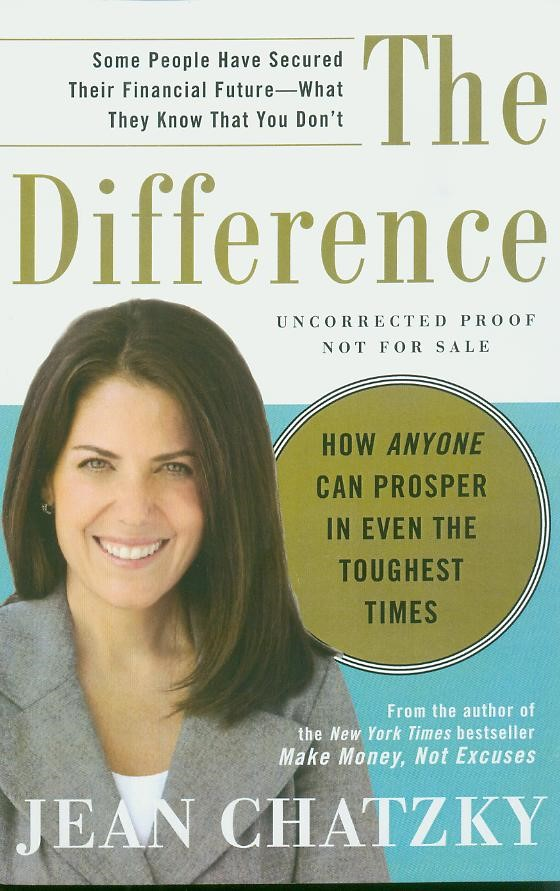 Some People Have Secured
Their Financial Future—What
They Know That You Don't
The
Difference
UNCORRECTED PROOF
NOT FOR SALE
HOW ANYONE
CAN PROSPER
IN EVEN THE
TOUGHEST
TIMES
From the author of
the New York Times bestseller
Make Money, Not Excuses
JEAN CHATZKY